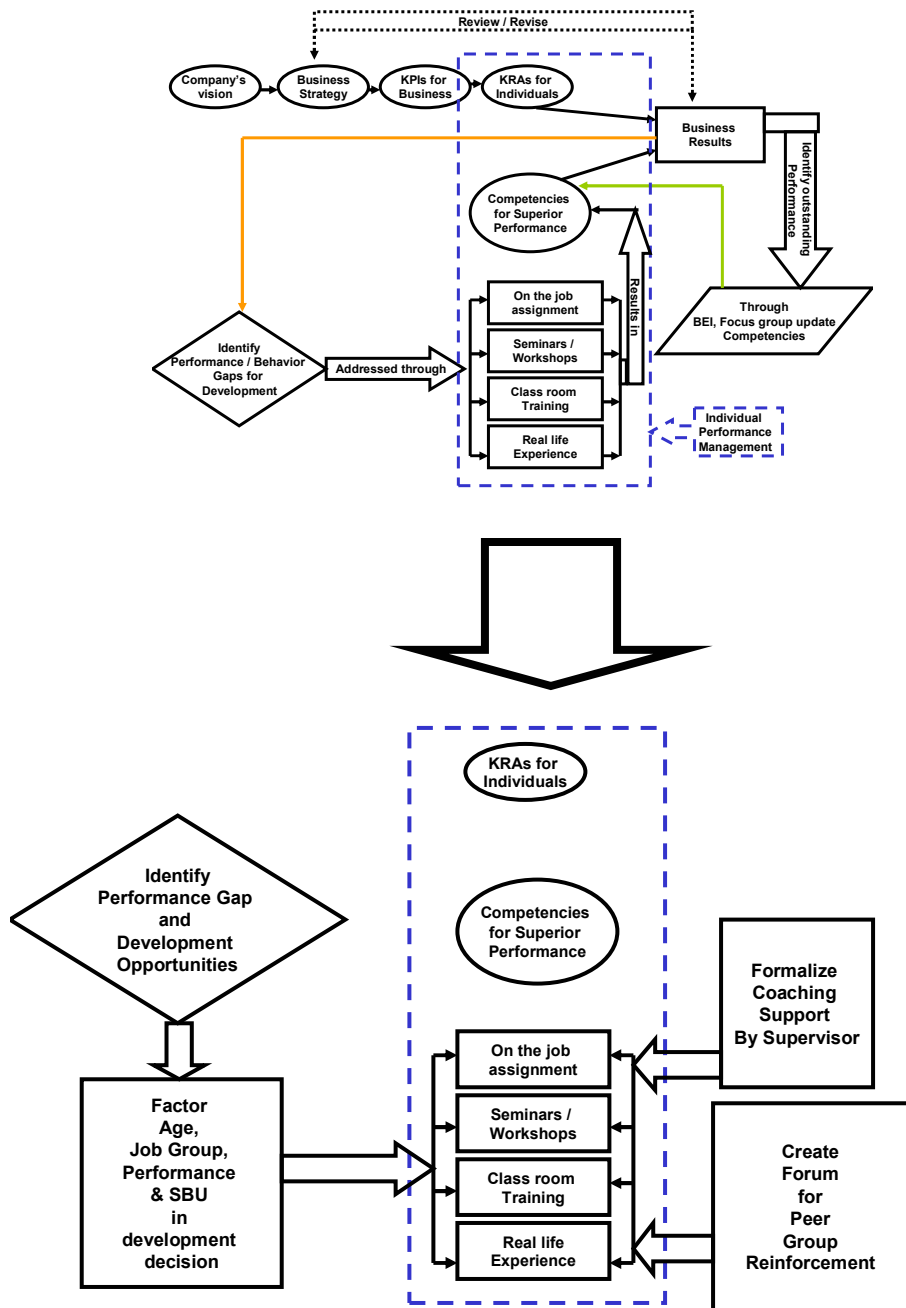 Review / Revise
Company's
vision
Business
Strategy
KPIs for
Business
KRAs for
Individuals
Business
Results
Identify outstanding
Performance
Competencies
for Superior
Performance
Results in
Through
BEI, Focus group update
Competencies
On the job
assignment
Seminars /
Workshops
Class room
Training
Real life
Experience
Identify
Performance / Behavior
Gaps for
Development
Addressed through
Individual
Performance
Management
KRAs for
Individuals
Identify
Performance Gap
and
Development
Opportunities
Competencies
for Superior
Performance
Formalize
Coaching
Support
By Supervisor
On the job
assignment
Seminars /
Workshops
Class room
Training
Real life
Experience
Factor
Age,
Job Group,
Performance
& SBU
in
development
decision
Create
Forum
for
Peer
Group
Reinforcement